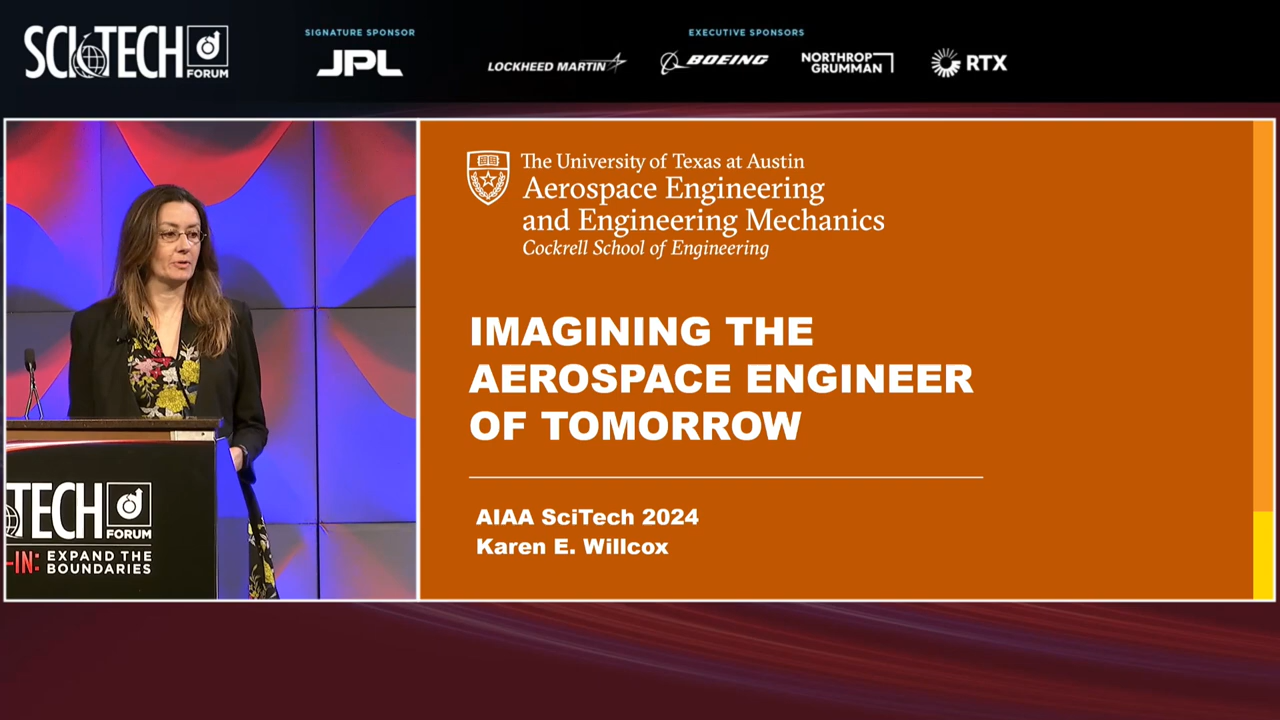 SCITECH
FORUM
SIGNATURE SPONSOR
JPL
EXECUTIVE SPONSORS
LOCKHEED MARTIN
BOEING
NORTHROP
GRUMMAN
RTX
The University of Texas at Austin
Aerospace Engineering
and Engineering Mechanics
Cockrell School of Engineering
IMAGINING THE
AEROSPACE ENGINEER
OF TOMORROW
AIAA SciTech 2024
Karen E. Willcox
TECH
FORUM
-IN: EXPAND THE
BOUNDARIES